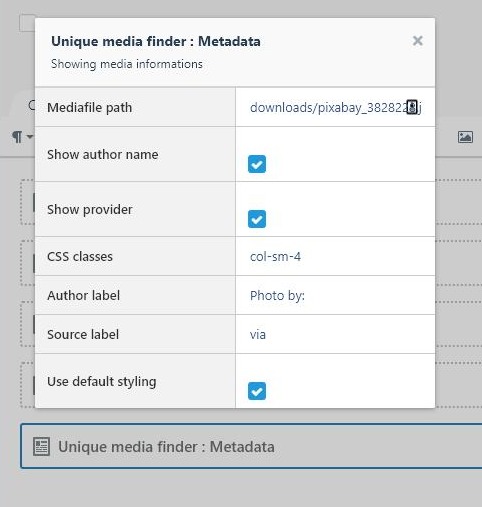 Unique media finder : Metadata
Showing media informations
Mediafile path
downloads/pixabay_382822
Show author name
Show provider
CSS classes
col-sm-4
Author label
Photo by:
Source label
via
Use default styling
Unique media finder : Metadata